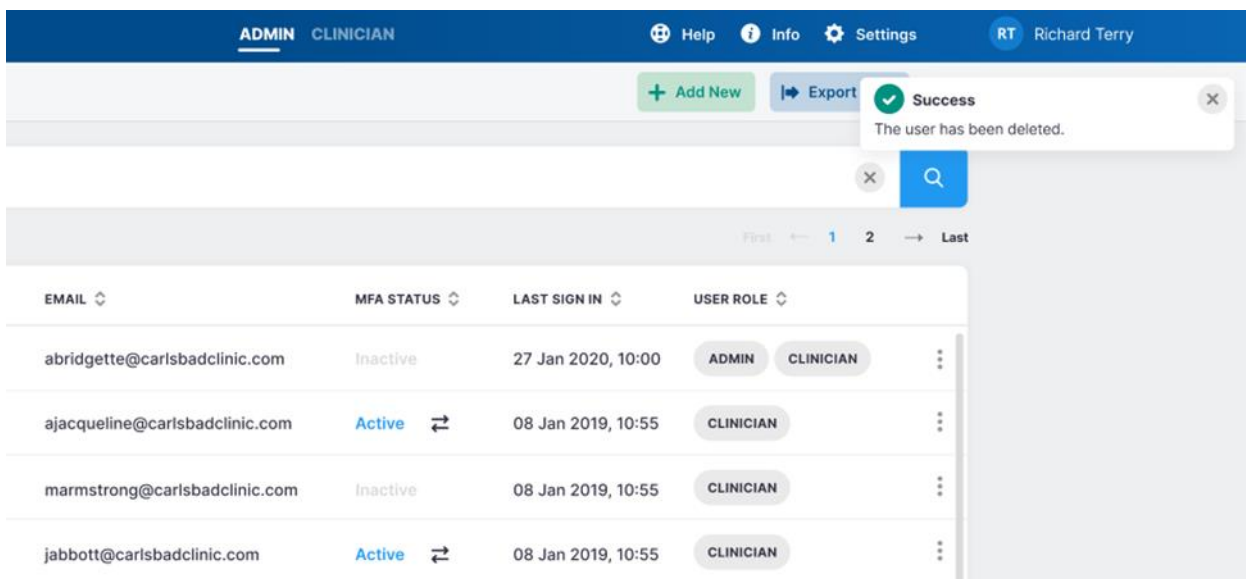 ADMIN CLINICIAN Help Info Settings RT Richard Terry
Add New Export
Success
The user has been deleted.
First 1 2 Last
EMAIL MFA STATUS LAST SIGN IN USER ROLE
abridgette@carlsbadclinic.com Inactive 27 Jan 2020, 10:00 ADMIN CLINICIAN
ajacqueline@carlsbadclinic.com Active 08 Jan 2019, 10:55 CLINICIAN
marmstrong@carlsbadclinic.com Inactive 08 Jan 2019, 10:55 CLINICIAN
jabbott@carlsbadclinic.com Active 08 Jan 2019, 10:55 CLINICIAN